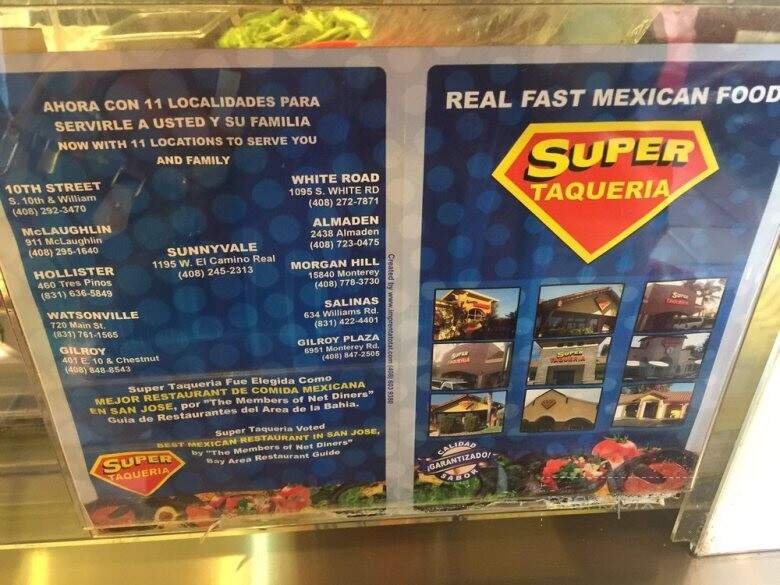 AHORA CON 11 LOCALIDADES PARA
SERVIRLE A USTED Y SU FAMILIA
NOW WITH 11 LOCATIONS TO SERVE YOU
AND FAMILY
10TH STREET
S. 10th & William
(408) 292-3470
McLAUGHLIN
911 McLaughlin
(408) 295-1640
HOLLISTER
460 Tres Pinos
(831) 636-5849
WATSONVILLE
720 Main St.
(831) 761-1565
GILROY
401 E. 10 & Chestnut
(408) 848-8543
SUNNYVALE
1195 W. El Camino Real
(408) 245-2313
WHITE ROAD
1095 S. WHITE RD
(408) 272-7871
ALMADEN
2438 Almaden
(408) 723-0475
MORGAN HILL
15840 Monterey
(408) 778-3730
SALINAS
634 Williams Rd.
(831) 422-4401
GILROY PLAZA
6951 Monterey Rd.
(408) 847-2505
Super Taqueria Fue Elegida Como
MEJOR RESTAURANT DE COMIDA MEXICANA
EN SAN JOSE, por "The Members of Net Diners"
Guia de Restaurantes del Area de la Bahia.
Super Taqueria Voted
BEST MEXICAN RESTAURANT IN SAN JOSE,
by "The Members of Net Diners"
Bay Area Restaurant Guide
SUPER
TAQUERIA
Created by www.imprentatotal.com
REAL FAST MEXICAN FOOD
SUPER
TAQUERIA
CALIDAD
¡GARANTIZADO!
SABOR